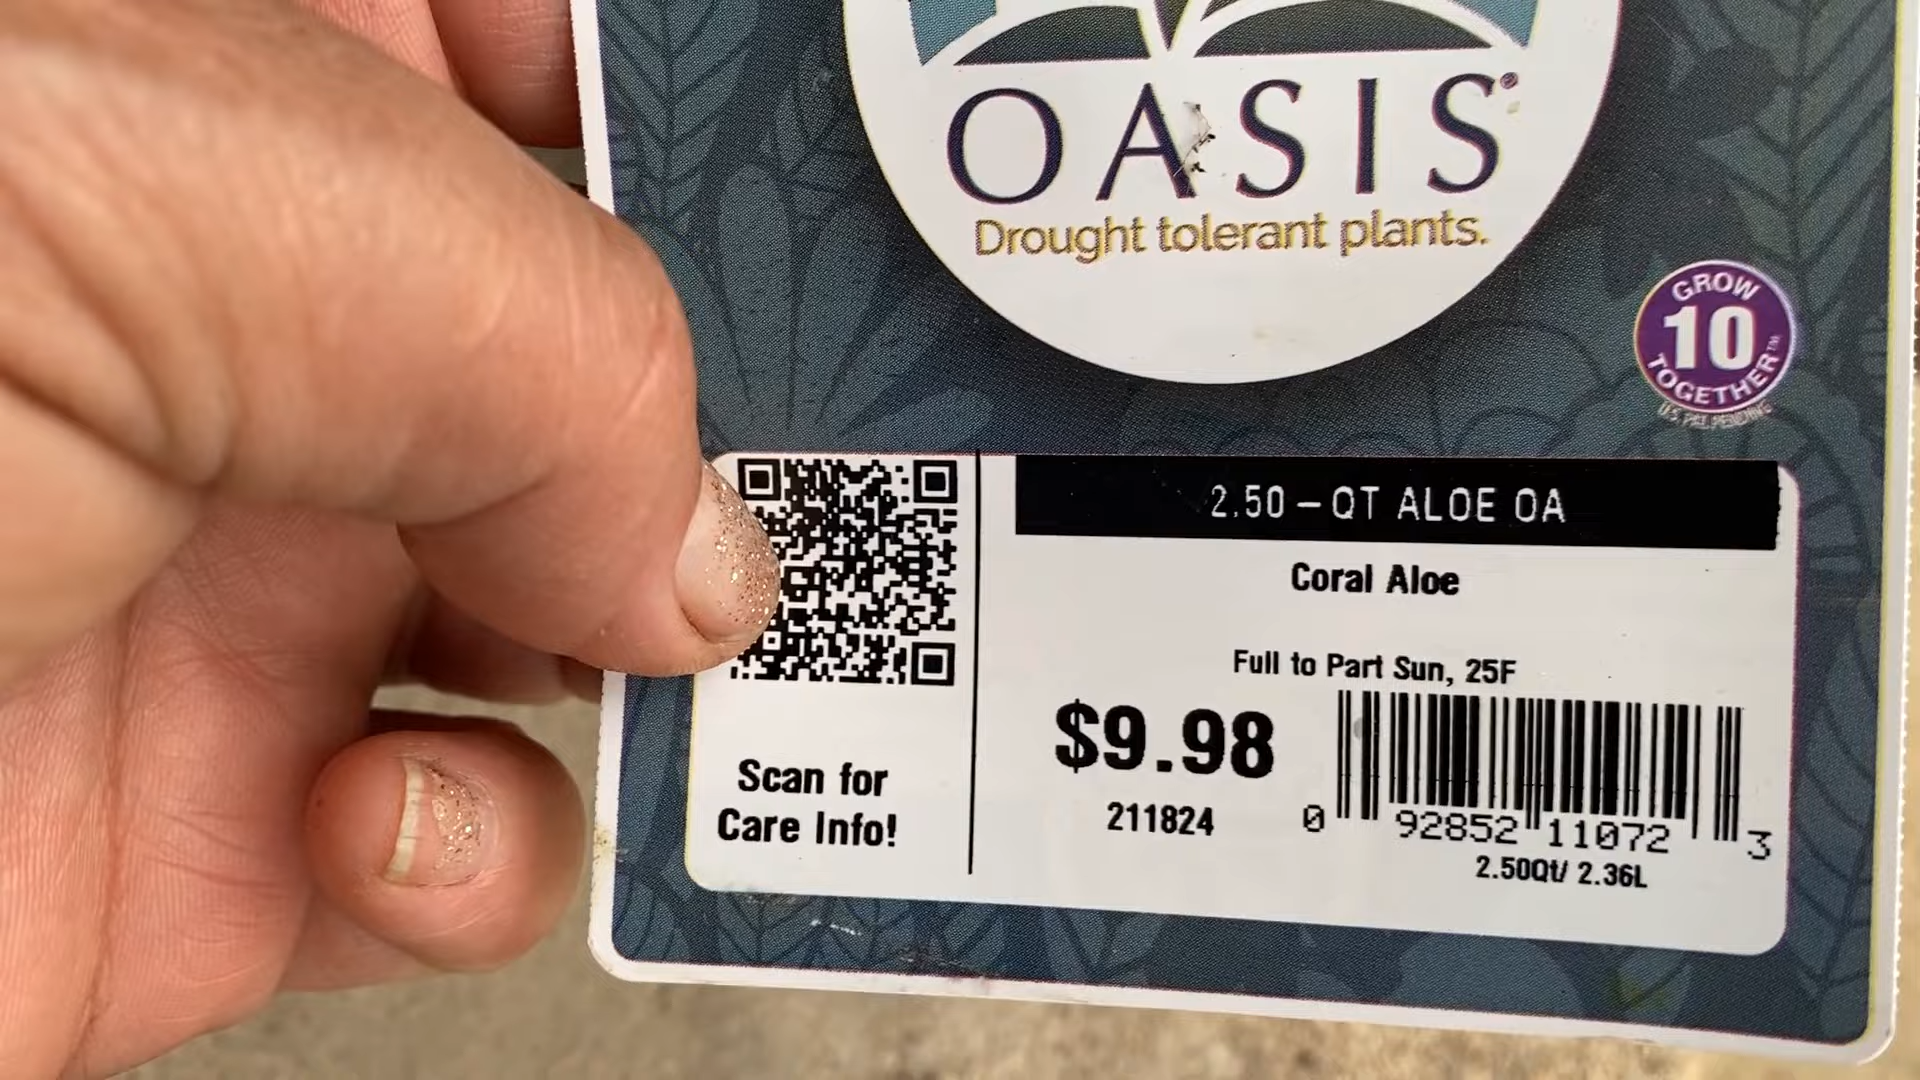 OASIS®
Drought tolerant plants.
GROW
10
TOGETHER™
U.S. PAT. PENDING
2.50-QT ALOE OA
Coral Aloe
Full to Part Sun, 25F
$9.98
211824
0 92852 11072 3
2.50Qt/ 2.36L
Scan for
Care Info!